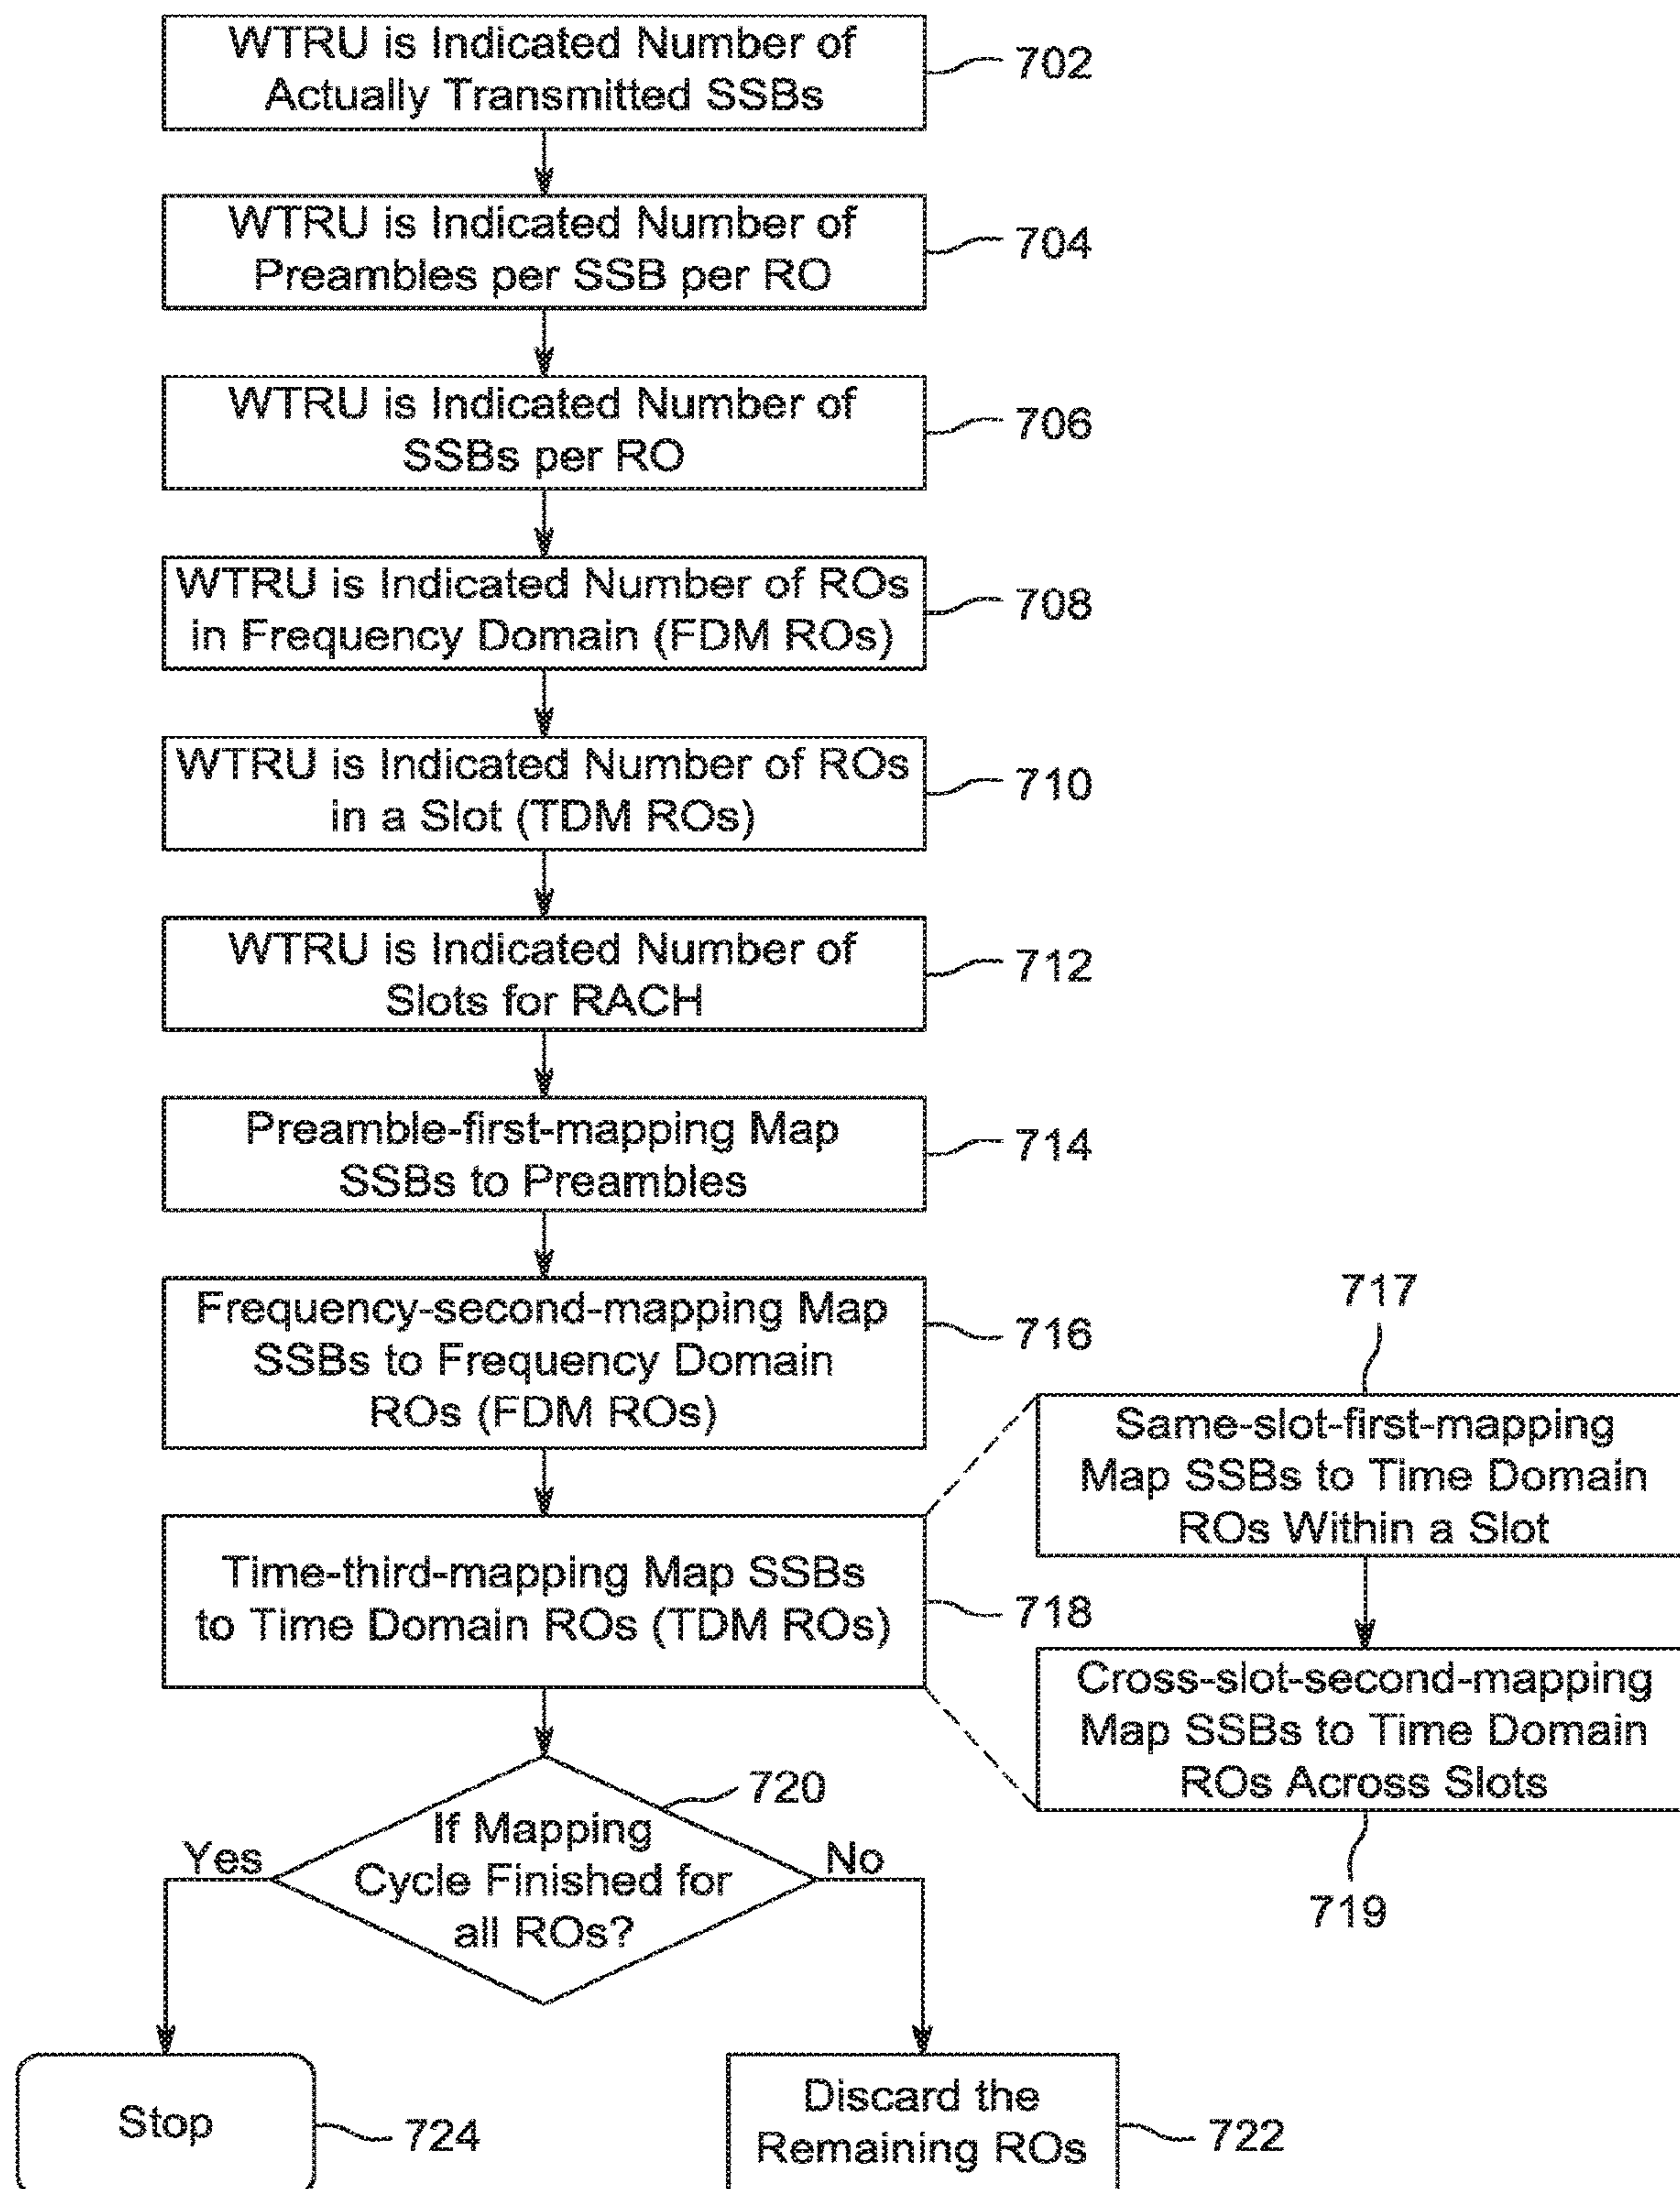 WTRU is Indicated Number of
Actually Transmitted SSBs
702
WTRU is Indicated Number of
Preambles per SSB per RO
704
WTRU is Indicated Number of
SSBs per RO
706
WTRU is Indicated Number of ROs
in Frequency Domain (FDM ROs)
708
WTRU is Indicated Number of ROs
in a Slot (TDM ROs)
710
WTRU is Indicated Number of
Slots for RACH
712
Preamble-first-mapping Map
SSBs to Preambles
714
Frequency-second-mapping Map
SSBs to Frequency Domain
ROs (FDM ROs)
716
717
Same-slot-first-mapping
Map SSBs to Time Domain
ROs Within a Slot
Time-third-mapping Map SSBs
to Time Domain ROs (TDM ROs)
718
Cross-slot-second-mapping
Map SSBs to Time Domain
ROs Across Slots
719
720
If Mapping
Cycle Finished for
all ROs?
Yes
No
Stop
724
Discard the
Remaining ROs
722